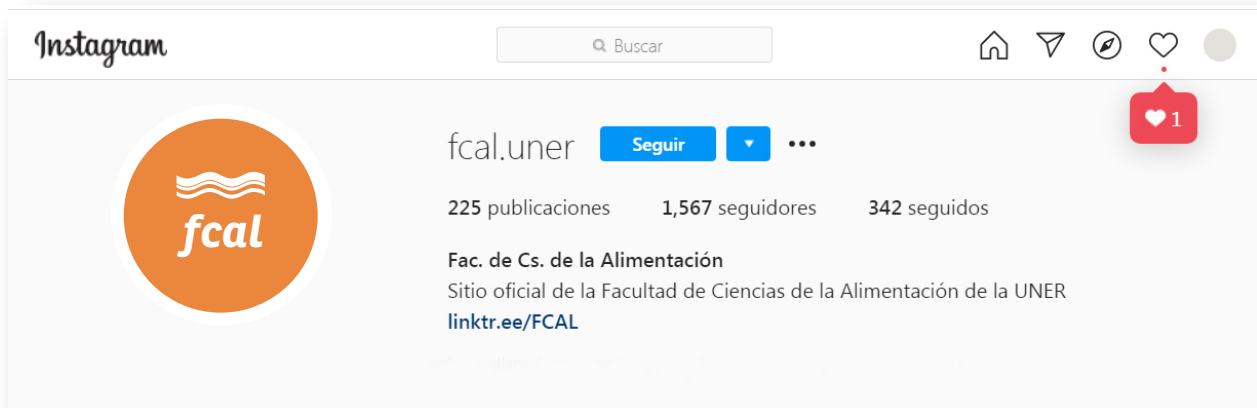 Instagram
Buscar
1
fcal
fcal.uner
Seguir
225 publicaciones 1,567 seguidores 342 seguidos
Fac. de Cs. de la Alimentación
Sitio oficial de la Facultad de Ciencias de la Alimentación de la UNER
linktr.ee/FCAL